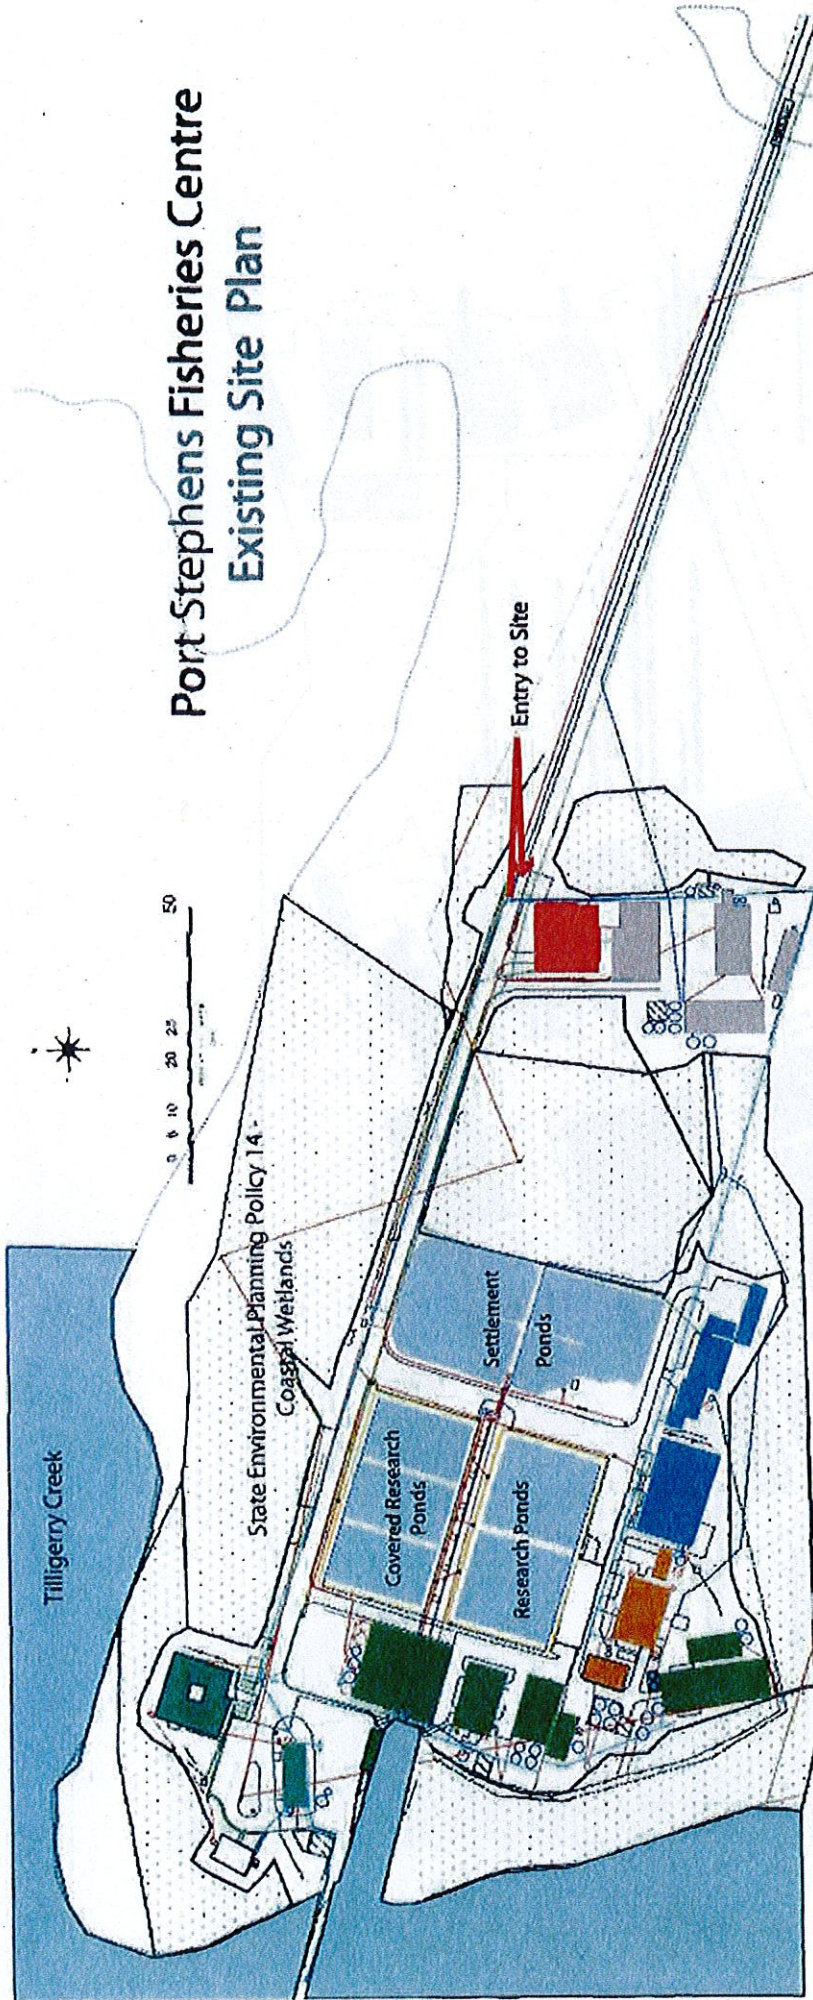 Port Stephens Fisheries Centre
Existing Site Plan
0 5 10 20 25 50
Tilligerry Creek
State Environmental Planning Policy 14 -
Coastal Wetlands
Entry to Site
Covered Research
Ponds
Settlement
Ponds
Research Ponds